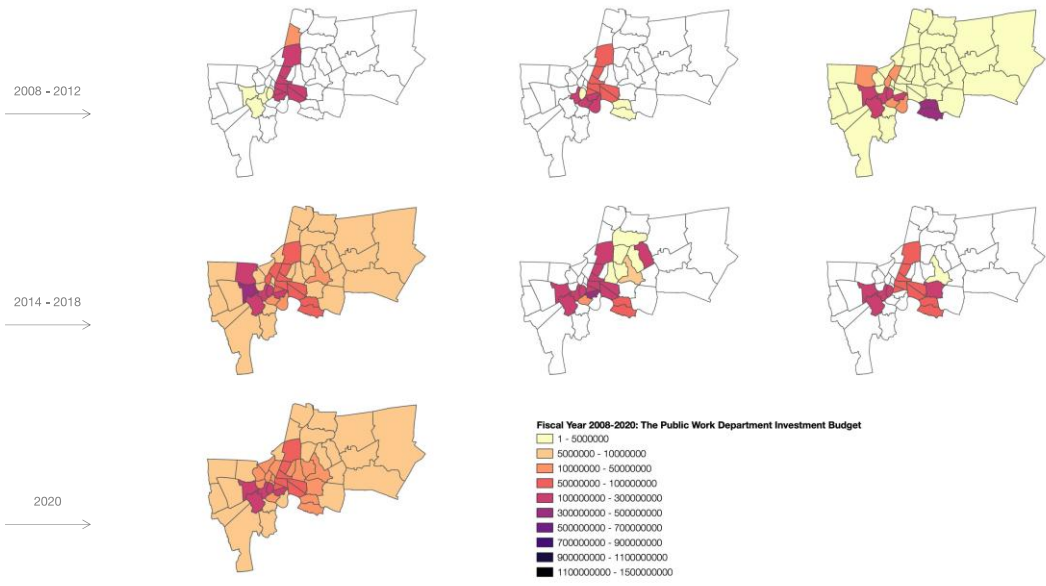 2008 - 2012
2014 - 2018
2020
Fiscal Year 2008-2020: The Public Work Department Investment Budget
1 - 5000000
5000000 - 10000000
10000000 - 50000000
50000000 - 100000000
100000000 - 300000000
300000000 - 500000000
500000000 - 700000000
700000000 - 900000000
900000000 - 1100000000
1100000000 - 1500000000